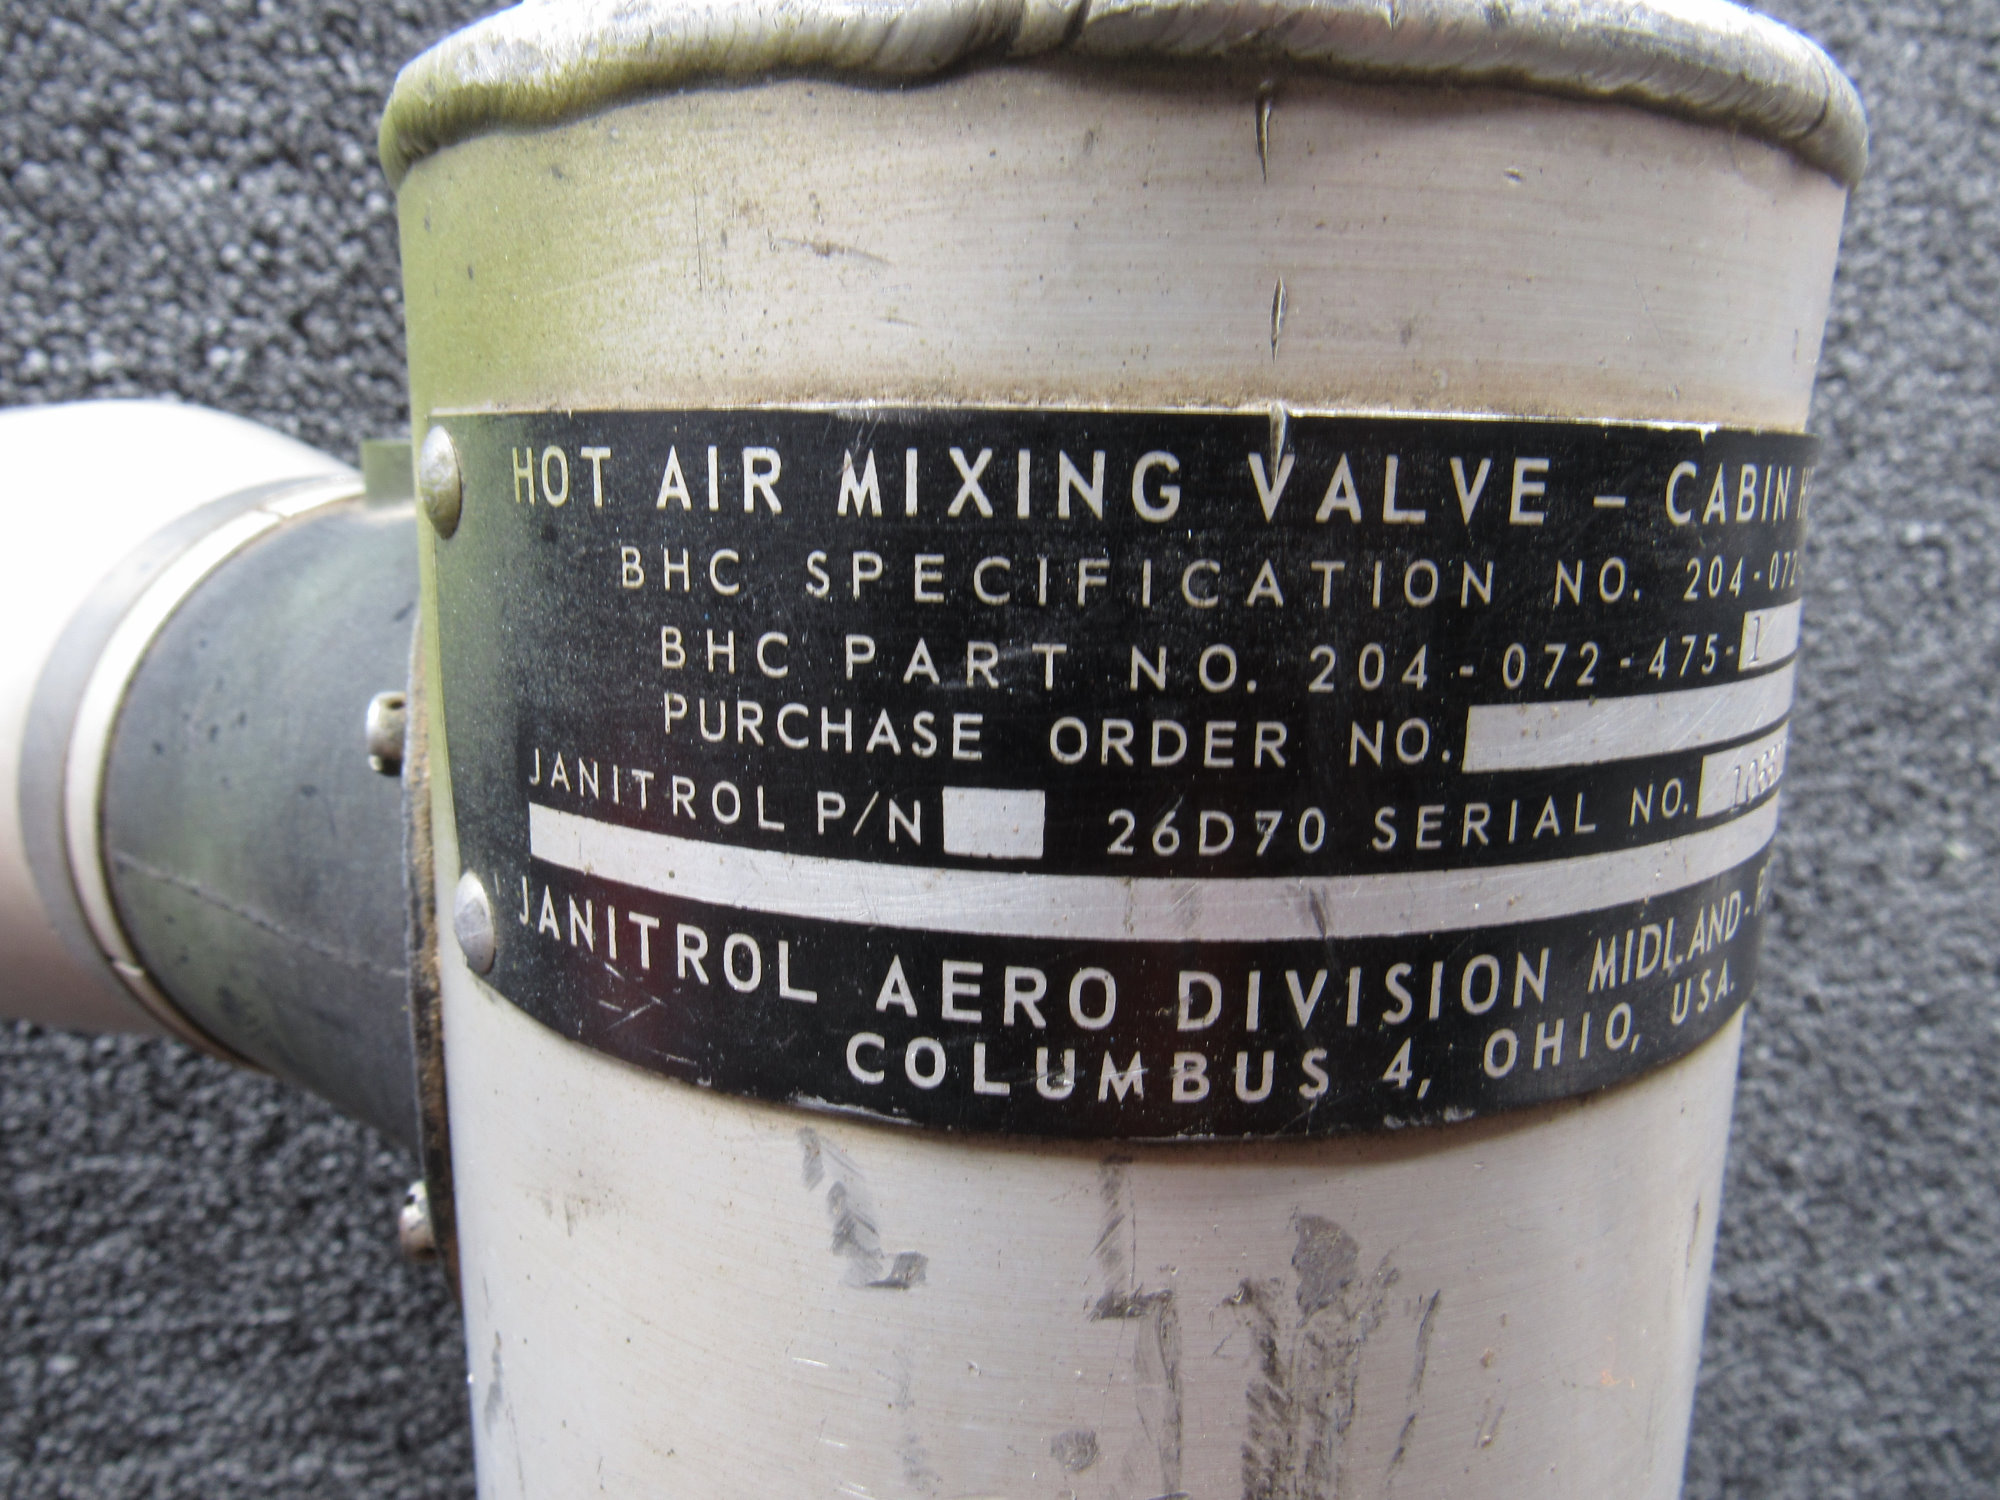 HOT AIR MIXING VALVE - CABIN
BHC SPECIFICATION NO. 204-072-
BHC PART NO. 204-072-475-1
PURCHASE ORDER NO.
JANITROL P/N 26D70 SERIAL NO.
JANITROL AERO DIVISION MIDLAND-
COLUMBUS 4, OHIO, USA.